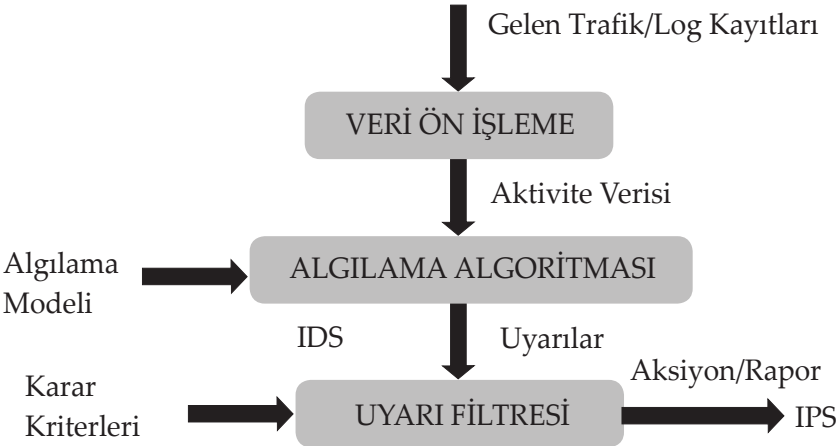 Gelen Trafik/Log Kayıtları
VERİ ÖN İŞLEME
Aktivite Verisi
Algılama
Modeli
ALGILAMA ALGORİTMASI
IDS
Uyarılar
Karar
Kriterleri
UYARI FİLTRESİ
Aksiyon/Rapor
IPS